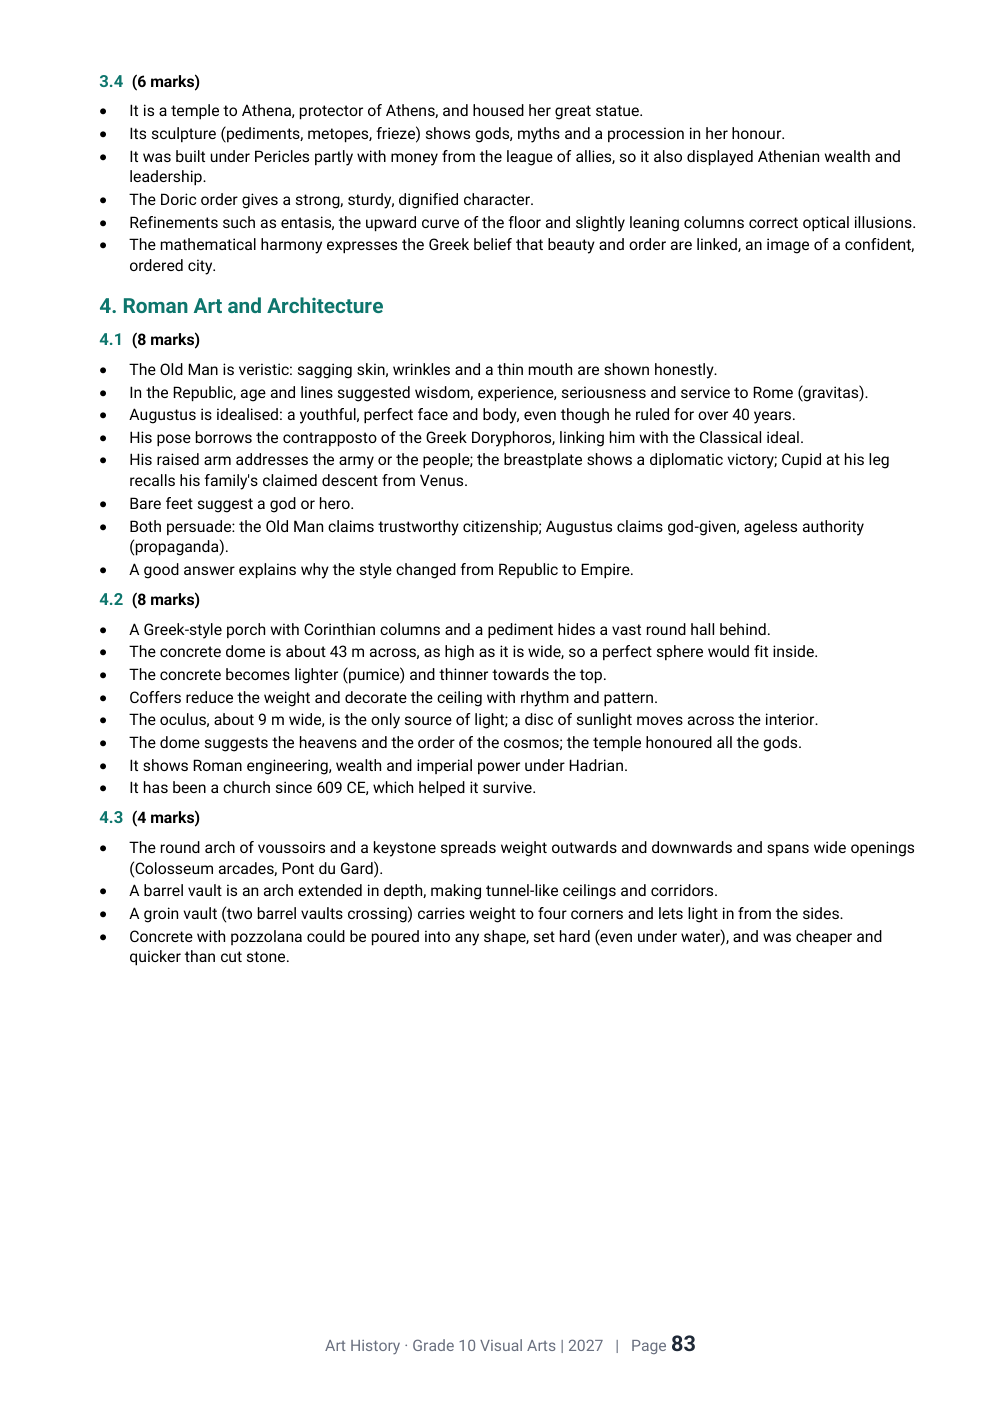 3.4 (6 marks)
• It is a temple to Athena, protector of Athens, and housed her great statue.
• Its sculpture (pediments, metopes, frieze) shows gods, myths and a procession in her honour.
• It was built under Pericles partly with money from the league of allies, so it also displayed Athenian wealth and
leadership.
• The Doric order gives a strong, sturdy, dignified character.
• Refinements such as entasis, the upward curve of the floor and slightly leaning columns correct optical illusions.
• The mathematical harmony expresses the Greek belief that beauty and order are linked, an image of a confident,
ordered city.
4. Roman Art and Architecture
4.1 (8 marks)
• The Old Man is veristic: sagging skin, wrinkles and a thin mouth are shown honestly.
• In the Republic, age and lines suggested wisdom, experience, seriousness and service to Rome (gravitas).
• Augustus is idealised: a youthful, perfect face and body, even though he ruled for over 40 years.
• His pose borrows the contrapposto of the Greek Doryphoros, linking him with the Classical ideal.
• His raised arm addresses the army or the people; the breastplate shows a diplomatic victory; Cupid at his leg
recalls his family's claimed descent from Venus.
• Bare feet suggest a god or hero.
• Both persuade: the Old Man claims trustworthy citizenship; Augustus claims god-given, ageless authority
(propaganda).
• A good answer explains why the style changed from Republic to Empire.
4.2 (8 marks)
• A Greek-style porch with Corinthian columns and a pediment hides a vast round hall behind.
• The concrete dome is about 43 m across, as high as it is wide, so a perfect sphere would fit inside.
• The concrete becomes lighter (pumice) and thinner towards the top.
• Coffers reduce the weight and decorate the ceiling with rhythm and pattern.
• The oculus, about 9 m wide, is the only source of light; a disc of sunlight moves across the interior.
• The dome suggests the heavens and the order of the cosmos; the temple honoured all the gods.
• It shows Roman engineering, wealth and imperial power under Hadrian.
• It has been a church since 609 CE, which helped it survive.
4.3 (4 marks)
• The round arch of voussoirs and a keystone spreads weight outwards and downwards and spans wide openings
(Colosseum arcades, Pont du Gard).
• A barrel vault is an arch extended in depth, making tunnel-like ceilings and corridors.
• A groin vault (two barrel vaults crossing) carries weight to four corners and lets light in from the sides.
• Concrete with pozzolana could be poured into any shape, set hard (even under water), and was cheaper and
quicker than cut stone.
Art History · Grade 10 Visual Arts | 2027 | Page 83